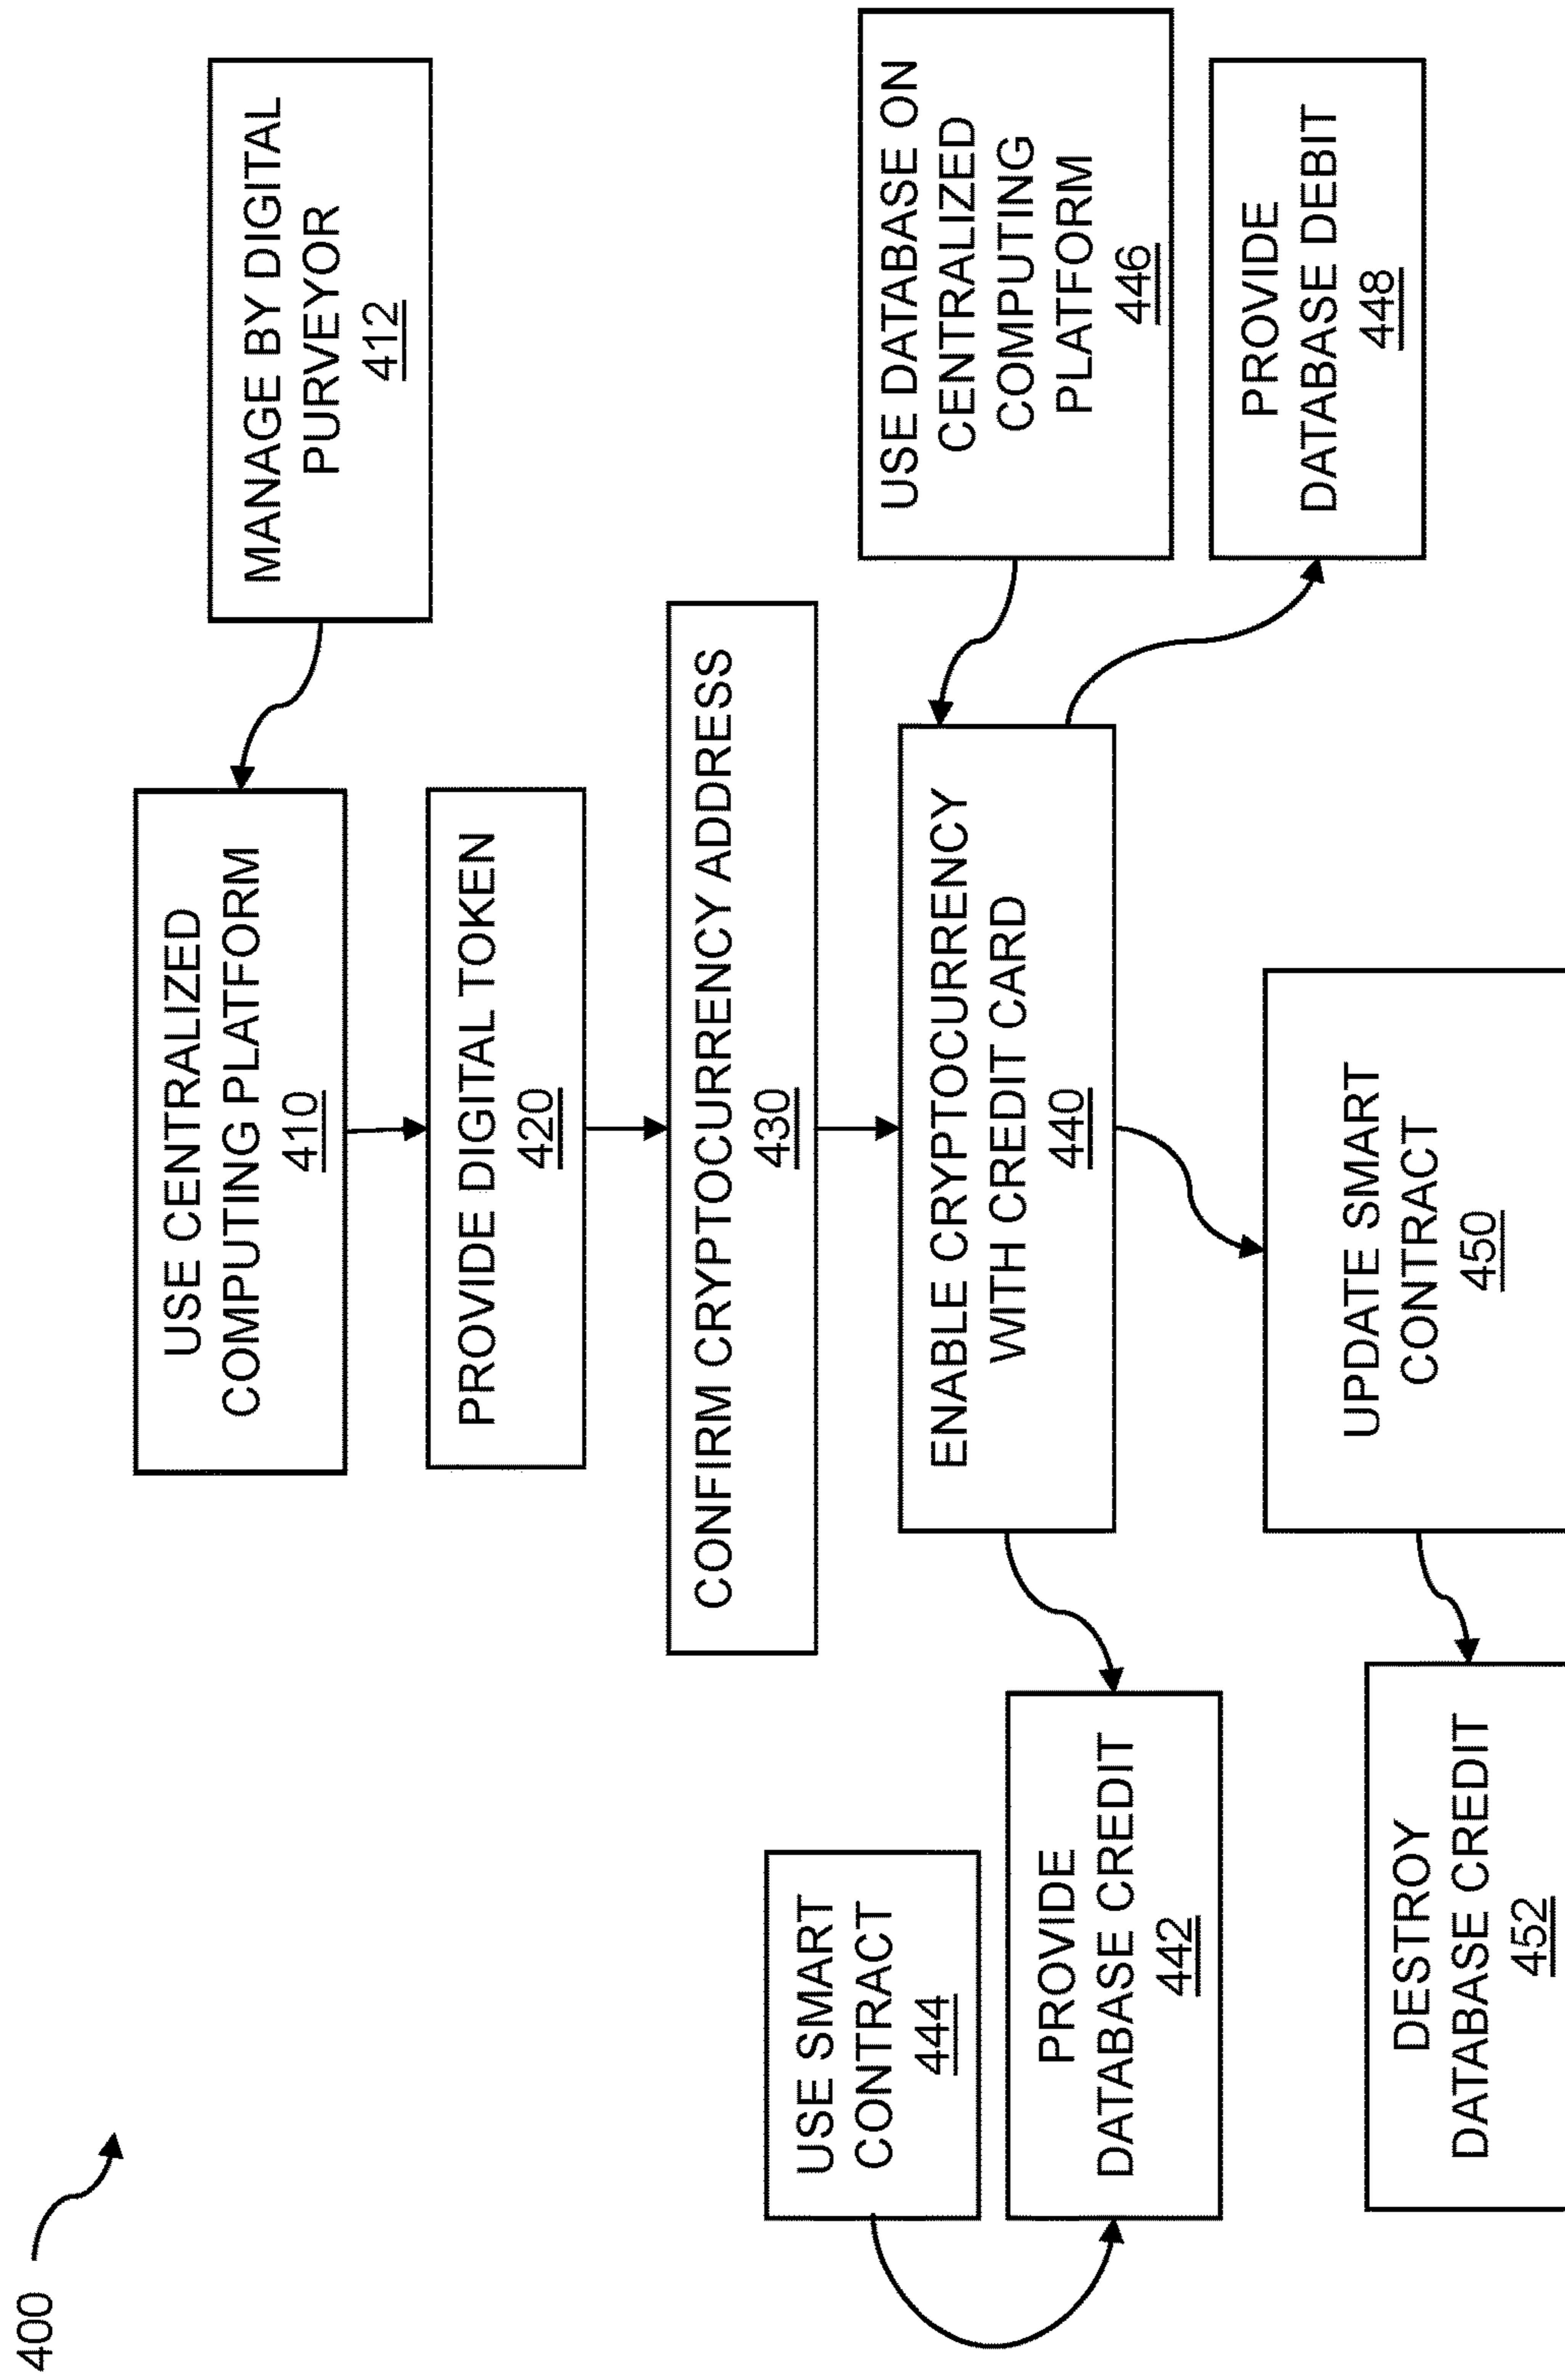 400
USE CENTRALIZED
COMPUTING PLATFORM
410
MANAGE BY DIGITAL
PURVEYOR
412
PROVIDE DIGITAL TOKEN
420
CONFIRM CRYPTOCURRENCY ADDRESS
430
USE SMART
CONTRACT
444
ENABLE CRYPTOCURRENCY
WITH CREDIT CARD
440
USE DATABASE ON
CENTRALIZED
COMPUTING
PLATFORM
446
PROVIDE
DATABASE CREDIT
442
PROVIDE
DATABASE DEBIT
448
UPDATE SMART
CONTRACT
450
DESTROY
DATABASE CREDIT
452